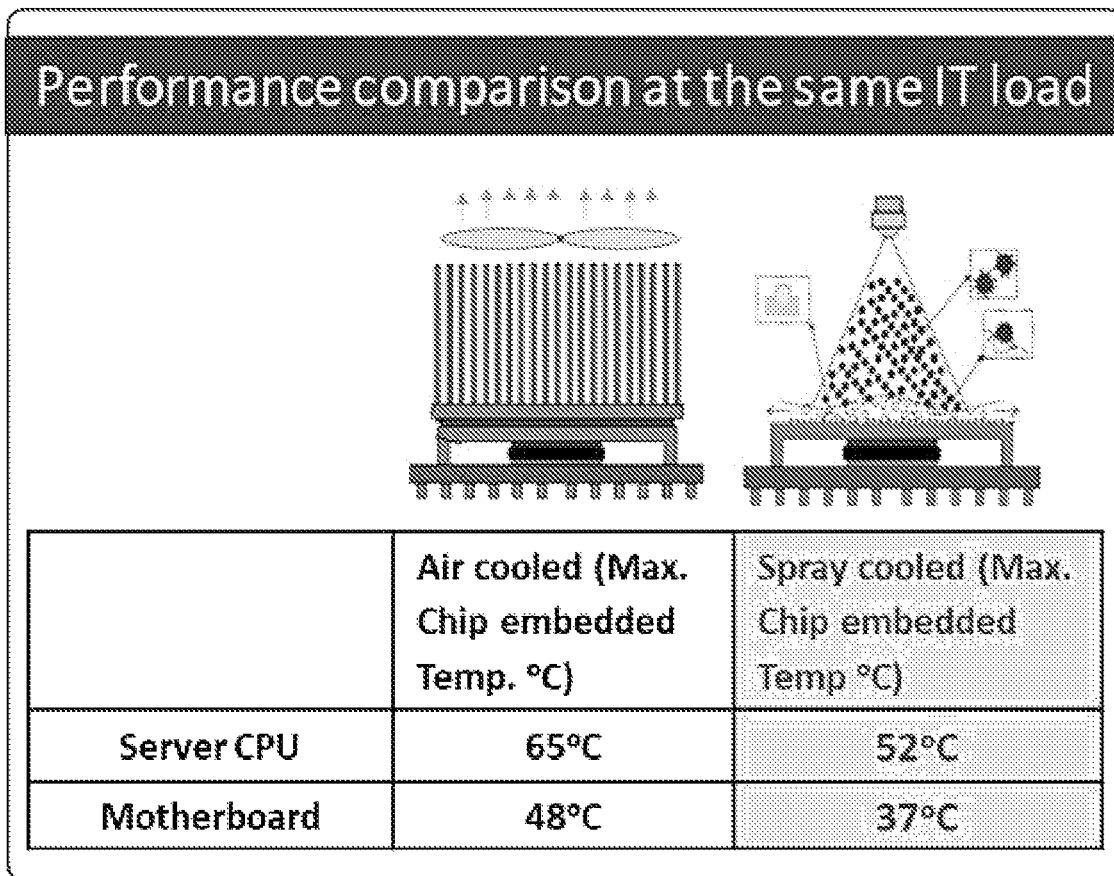 Performance comparison at the same IT load
Air cooled (Max.
Chip embedded
Temp. °C)
Spray cooled (Max.
Chip embedded
Temp °C)
Server CPU
65°C
52°C
Motherboard
48°C
37°C